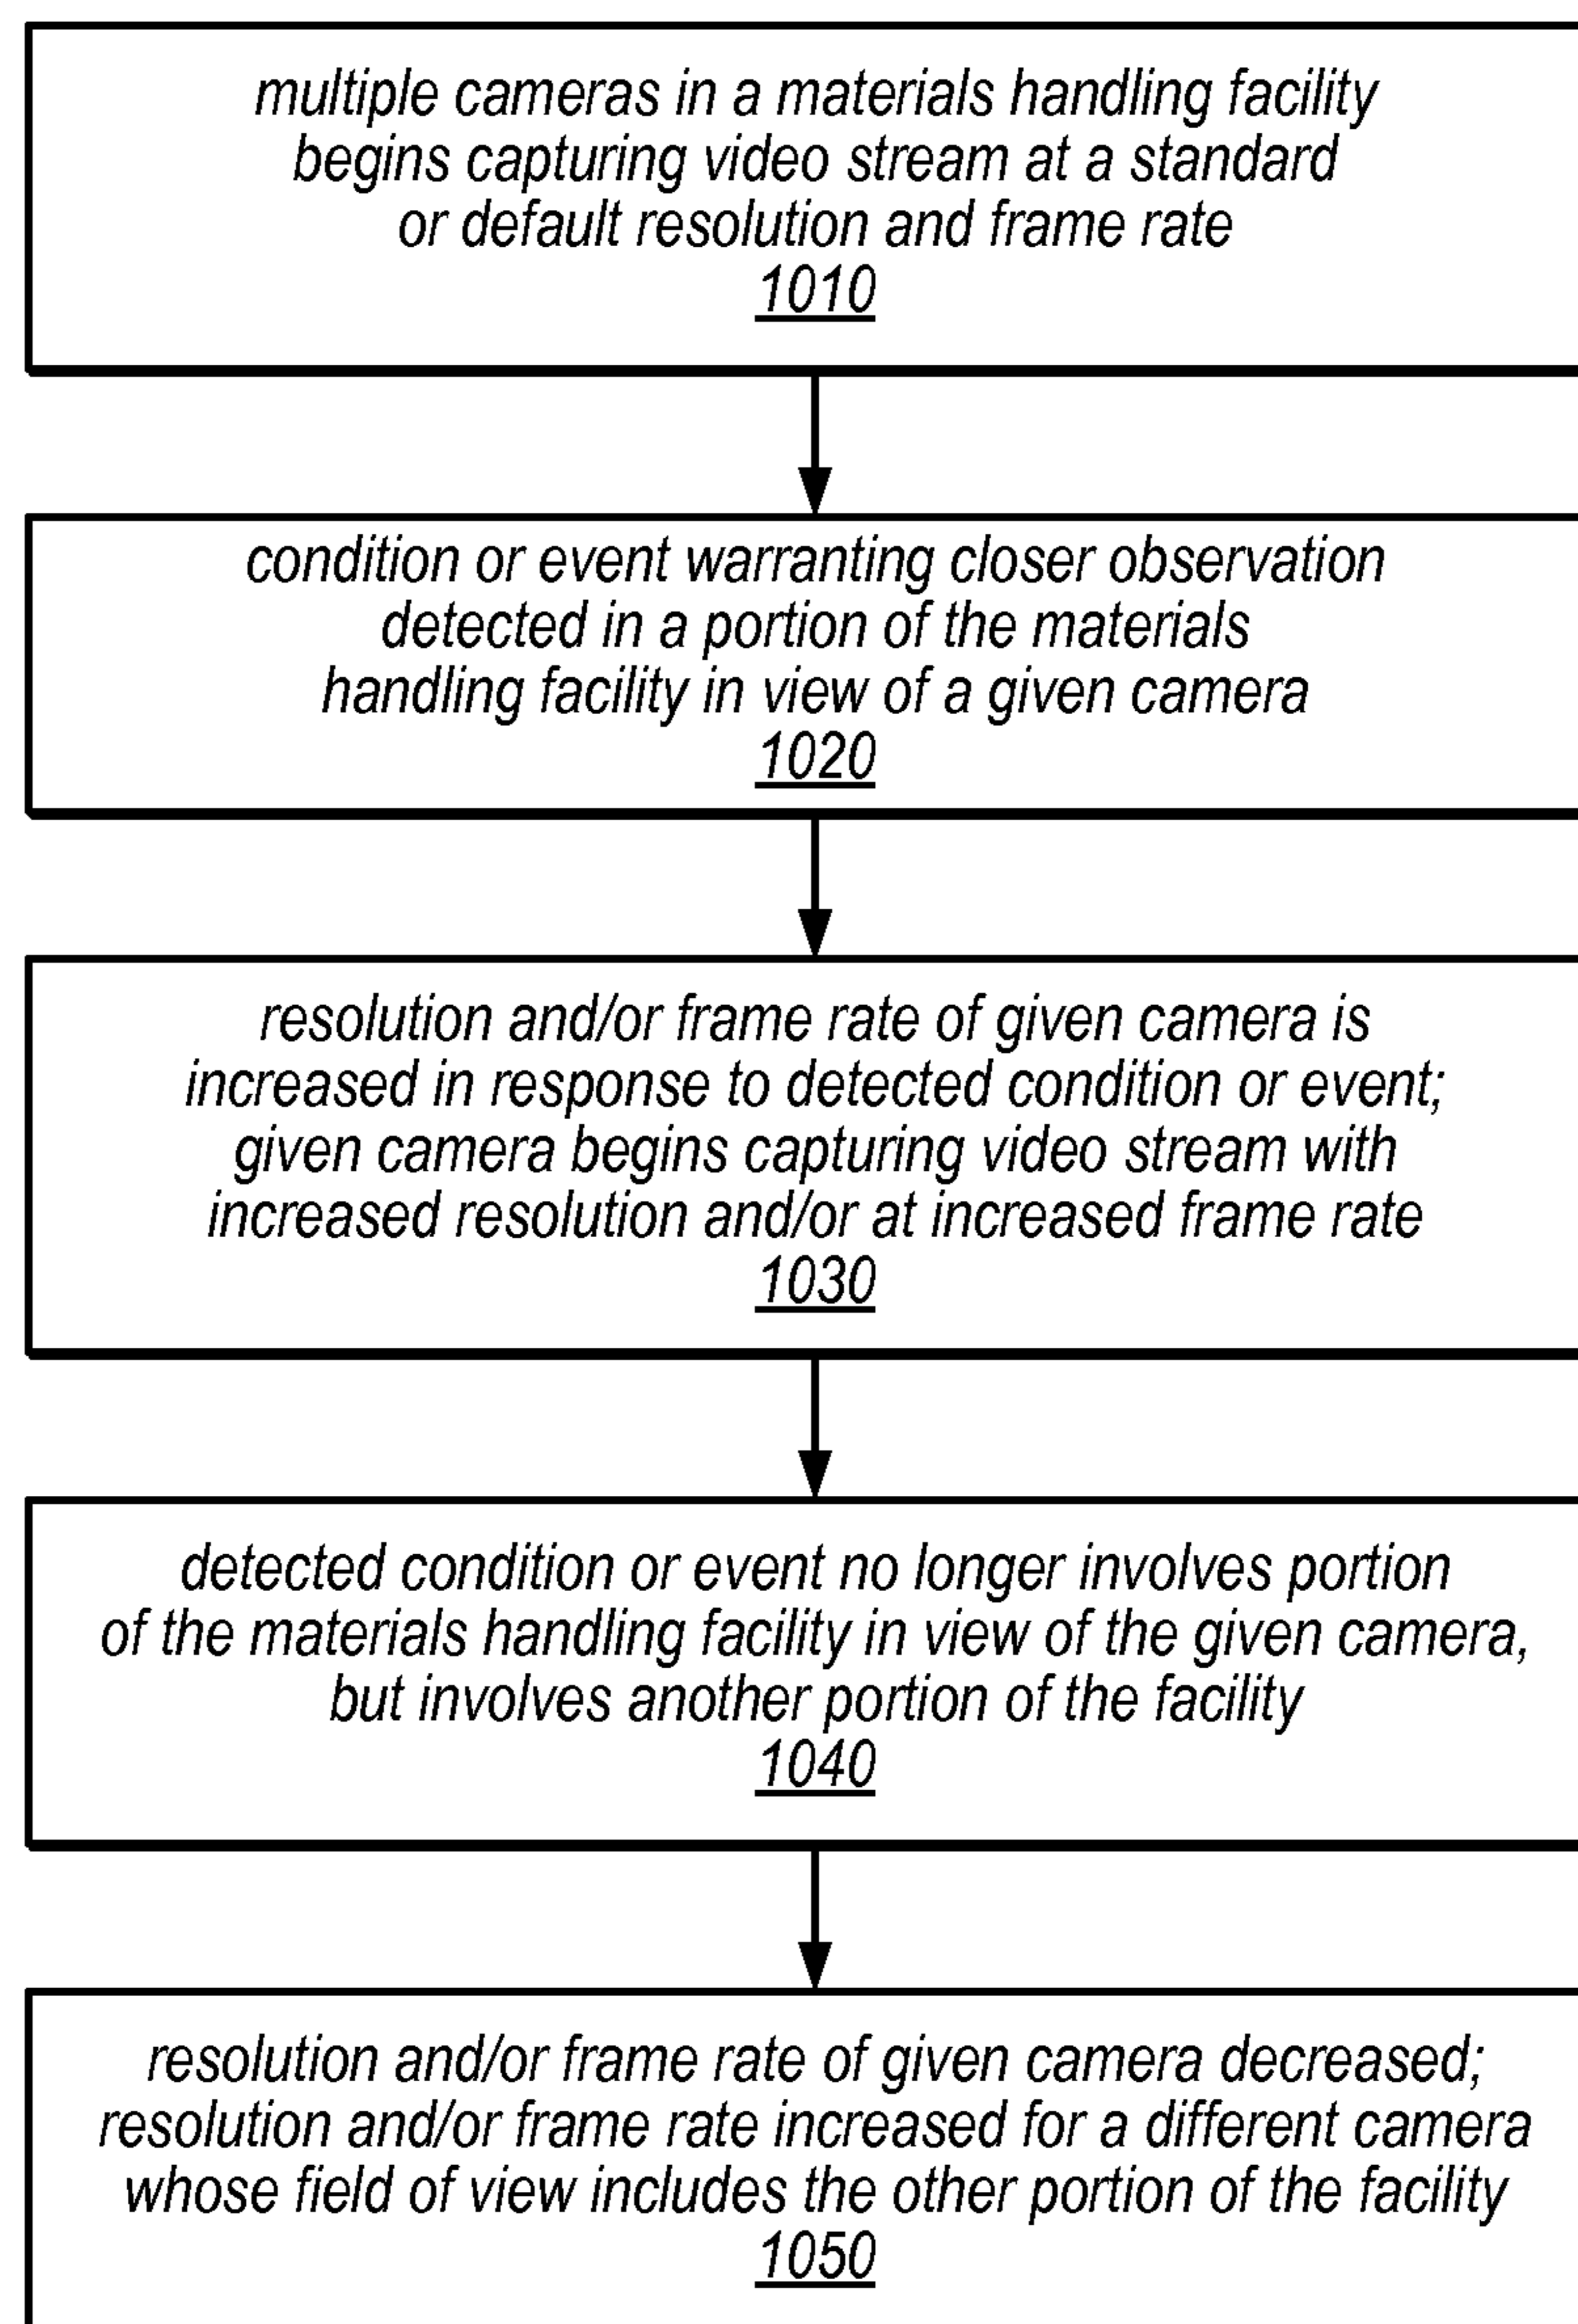 multiple cameras in a materials handling facility
begins capturing video stream at a standard
or default resolution and frame rate
1010
condition or event warranting closer observation
detected in a portion of the materials
handling facility in view of a given camera
1020
resolution and/or frame rate of given camera is
increased in response to detected condition or event;
given camera begins capturing video stream with
increased resolution and/or at increased frame rate
1030
detected condition or event no longer involves portion
of the materials handling facility in view of the given camera,
but involves another portion of the facility
1040
resolution and/or frame rate of given camera decreased;
resolution and/or frame rate increased for a different camera
whose field of view includes the other portion of the facility
1050